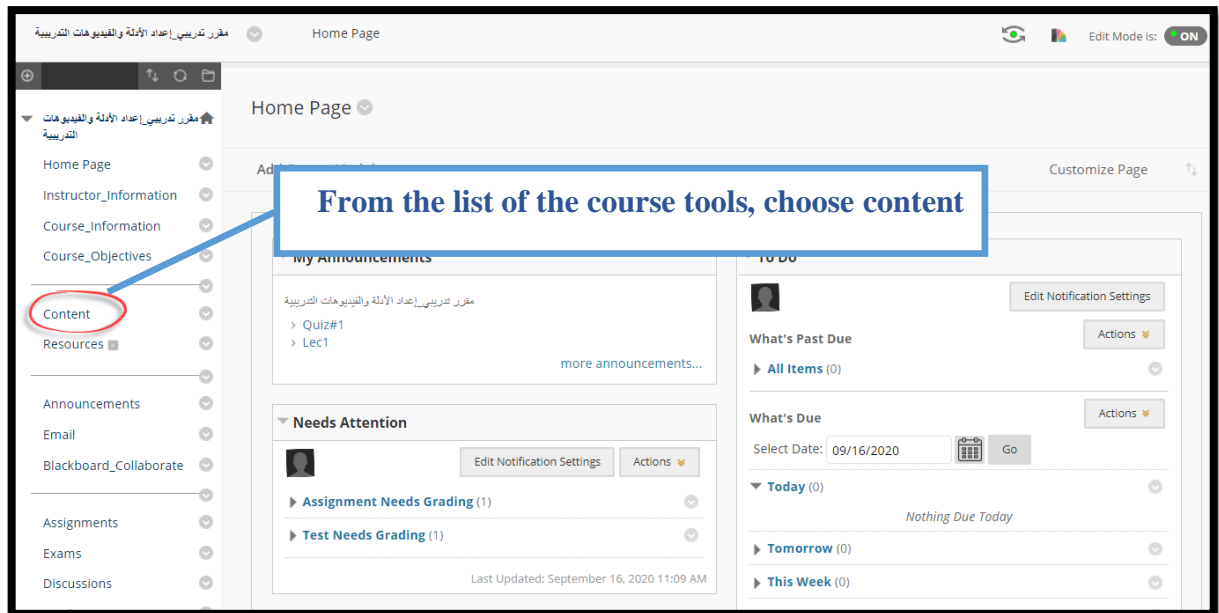 مقرر تدريبي_إعداد الأدلة والفيديوهات التدريبية
Home Page
Edit Mode is: ON
مقرر تدريبي_إعداد الأدلة والفيديوهات
التدريبية
Home Page
Instructor_Information
Course_Information
Course_Objectives
Content
Resources
Announcements
Email
Blackboard_Collaborate
Assignments
Exams
Discussions
Home Page
Customize Page
From the list of the course tools, choose content
My Announcements
مقرر تدريبي_إعداد الأدلة والفيديوهات التدريبية
> Quiz#1
> Lec1
more announcements...
Needs Attention
Edit Notification Settings
Actions
Assignment Needs Grading (1)
Test Needs Grading (1)
Last Updated: September 16, 2020 11:09 AM
To Do
Edit Notification Settings
Actions
What's Past Due
All Items (0)
Actions
What's Due
Select Date: 09/16/2020 Go
Today (0)
Nothing Due Today
Tomorrow (0)
This Week (0)